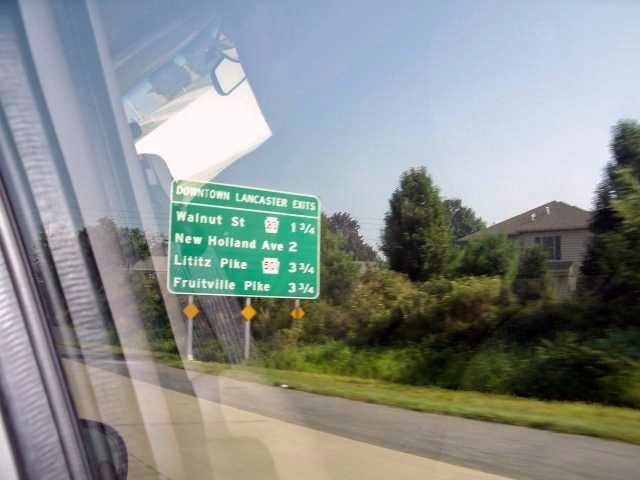 DOWNTOWN LANCASTER EXITS
Walnut St 1 3/4
New Holland Ave 2
Lititz Pike 3 3/4
Fruitville Pike 3 3/4